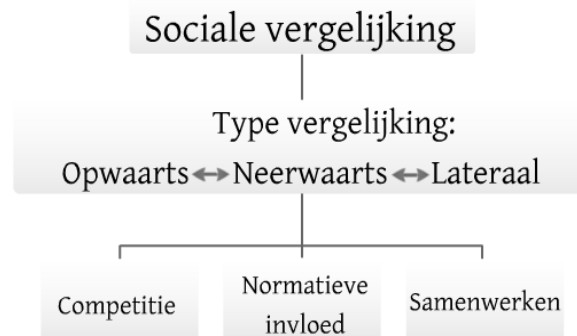 Sociale vergelijking
Type vergelijking:
Opwaarts ↔ Neerwaarts ↔ Lateraal
Competitie
Normatieve
invloed
Samenwerken